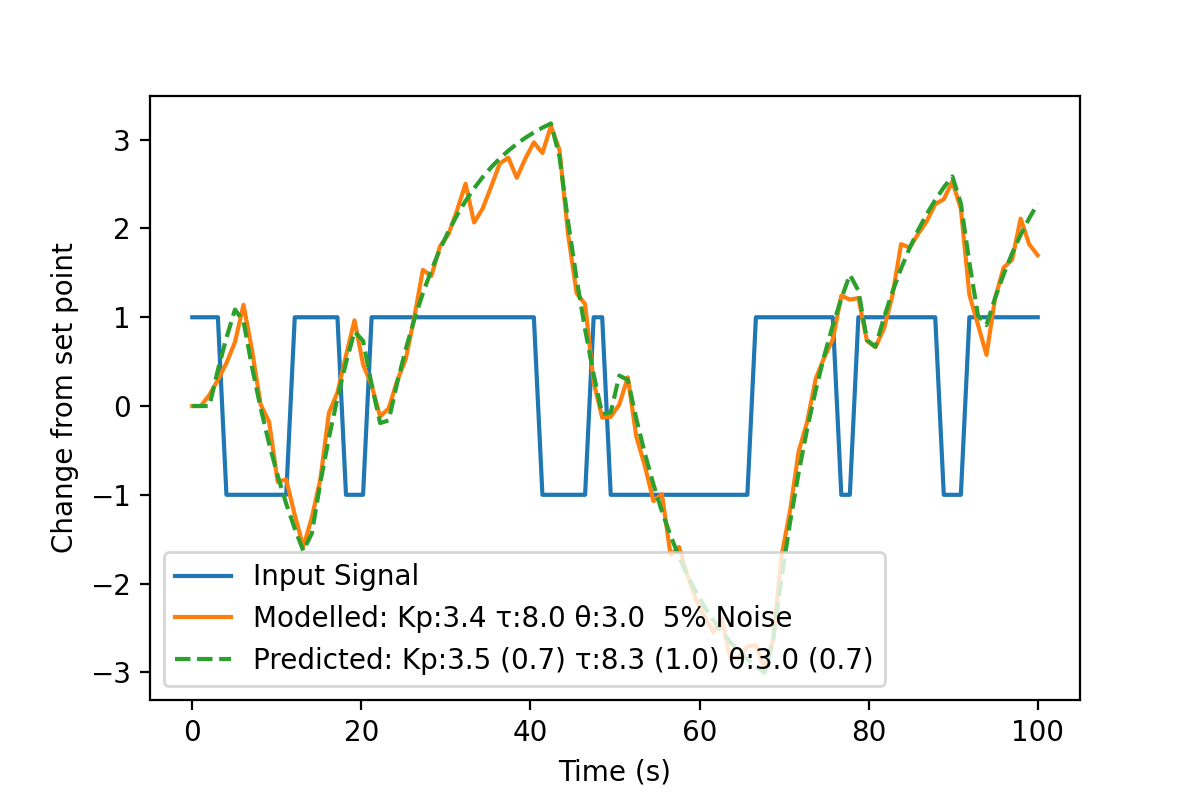 3
2
1
0
−1
−2
−3
Change from set point
Input Signal
Modelled: Kp:3.4 τ:8.0 θ:3.0  5% Noise
Predicted: Kp:3.5 (0.7) τ:8.3 (1.0) θ:3.0 (0.7)
0 20 40 60 80 100
Time (s)